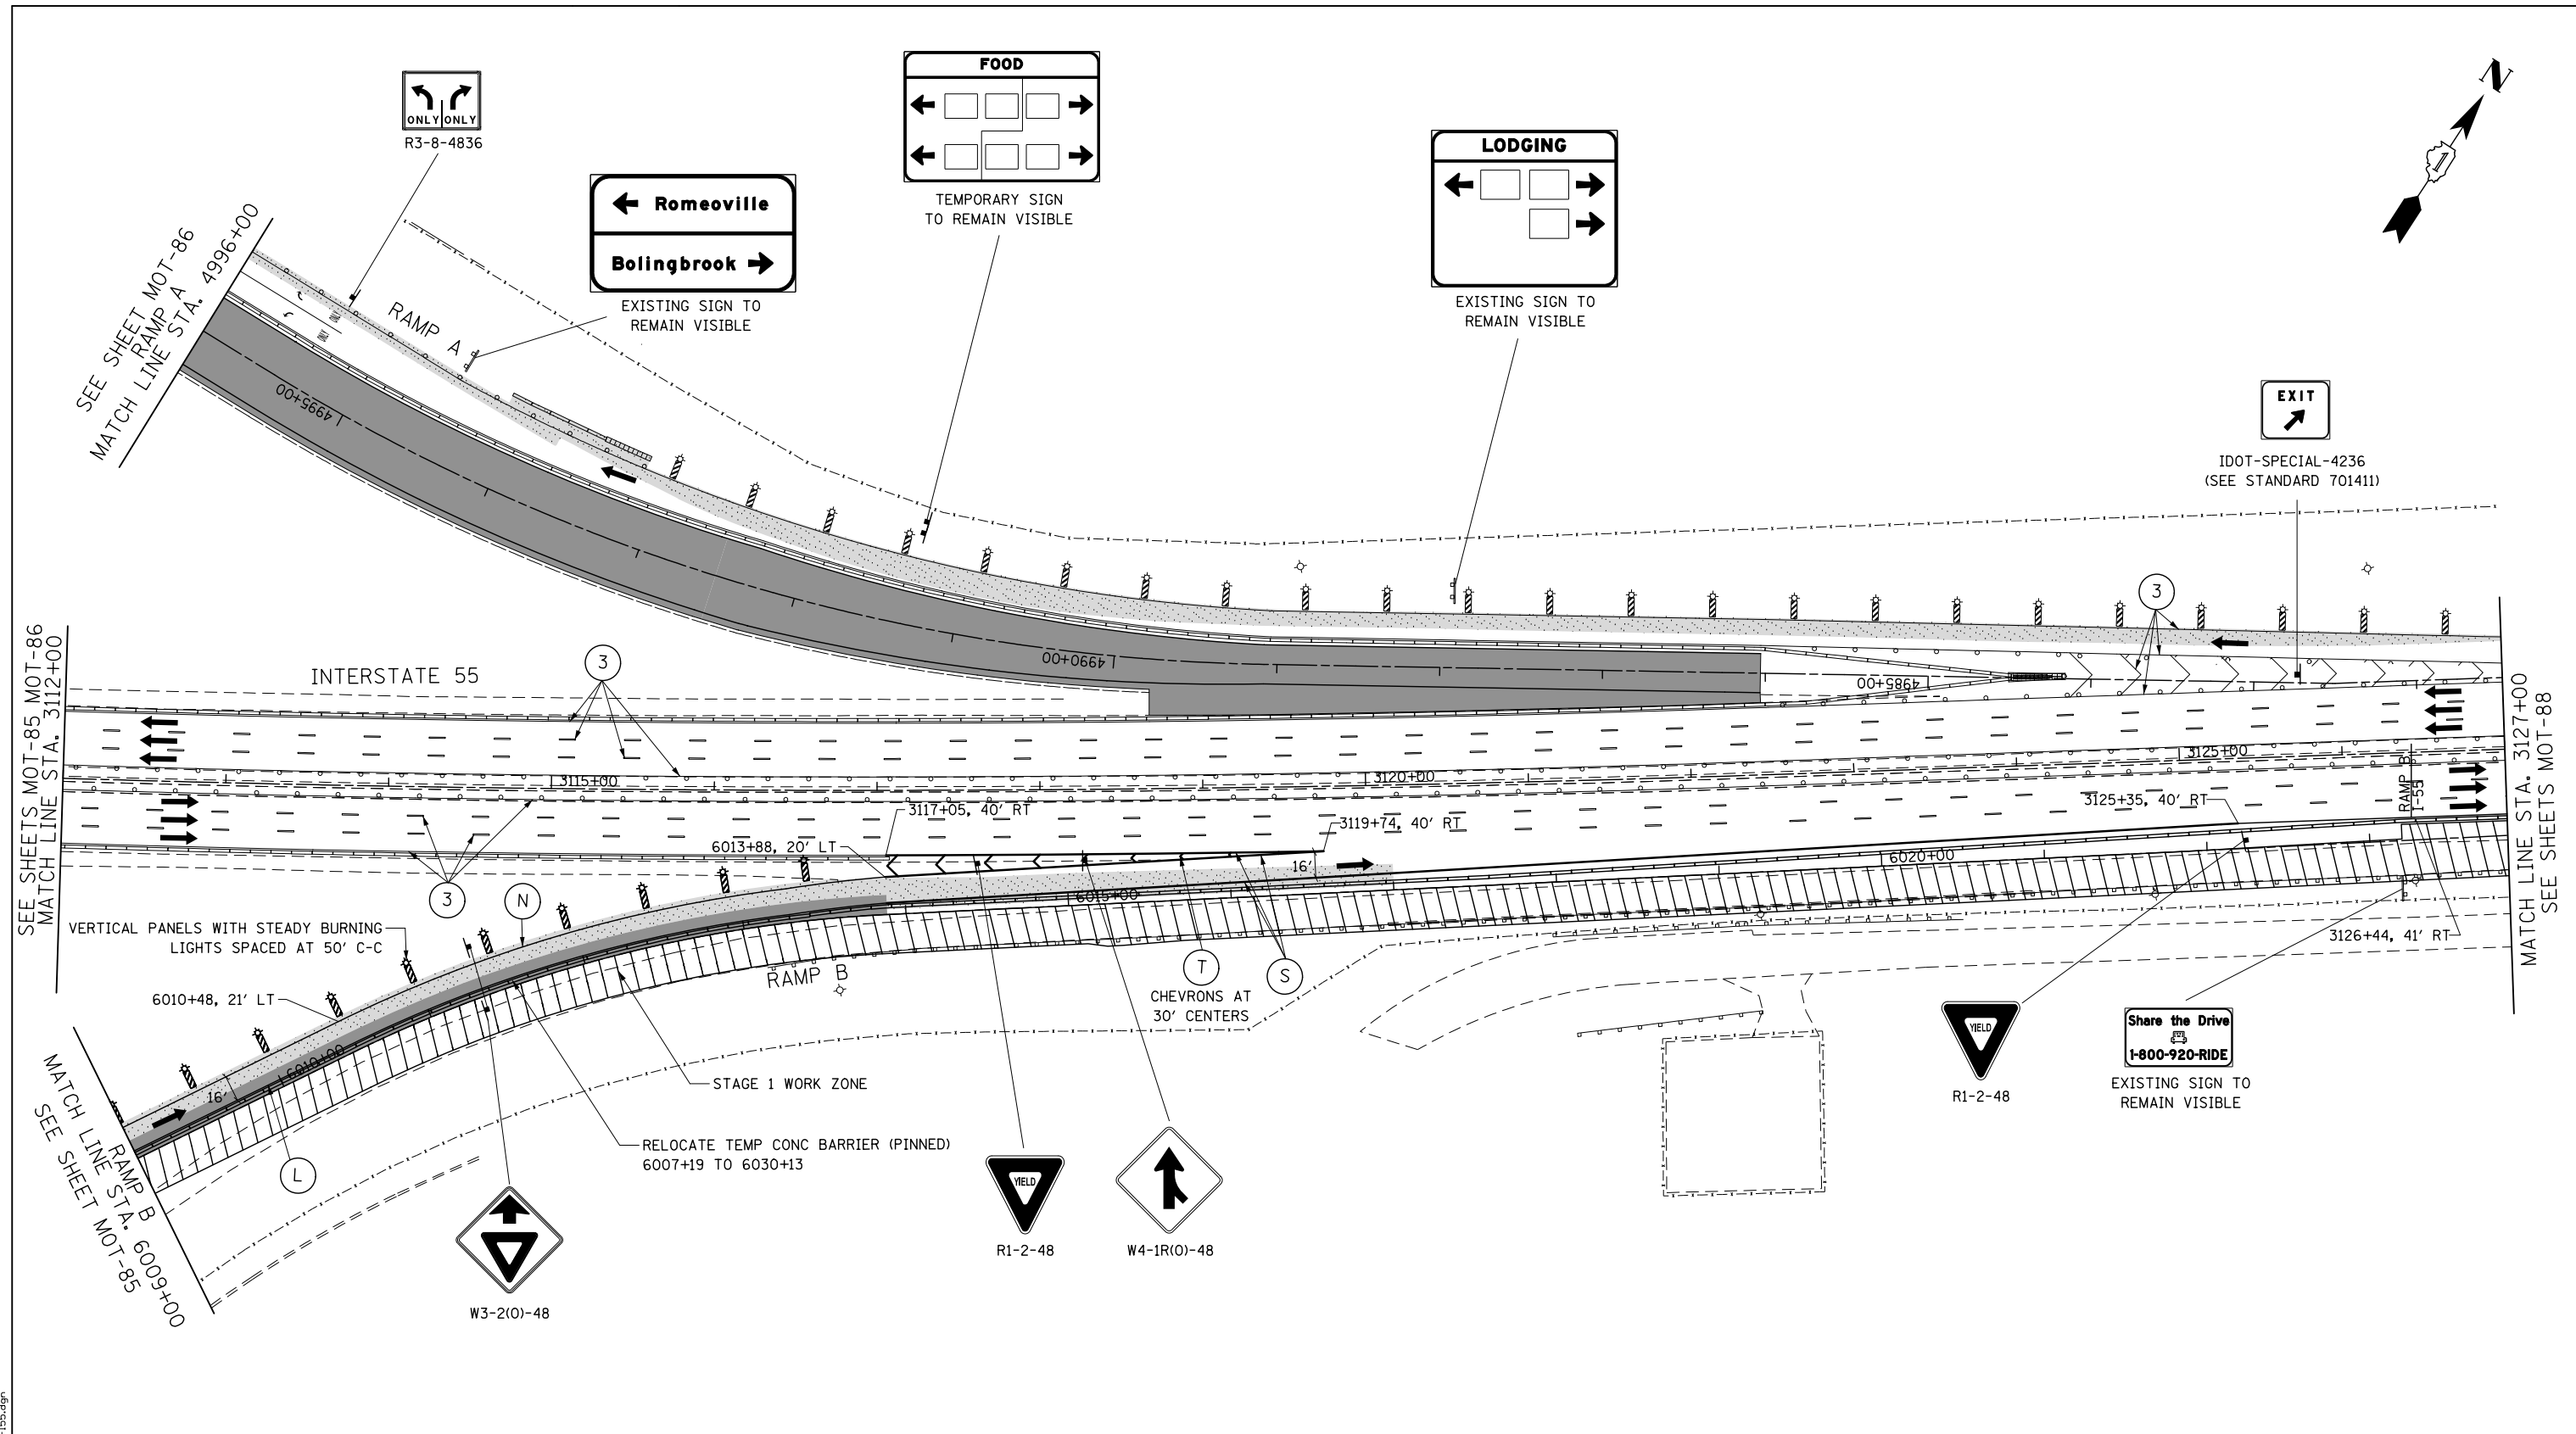 FOOD
ONLY ONLY
R3-8-4836
LODGING
← Romeoville
Bolingbrook →
TEMPORARY SIGN
TO REMAIN VISIBLE
EXISTING SIGN TO
REMAIN VISIBLE
EXISTING SIGN TO
REMAIN VISIBLE
N
1
SEE SHEET MOT-86
RAMP A
MATCH LINE STA. 4996+00
RAMP A
4995+00
EXIT
IDOT-SPECIAL-4236
(SEE STANDARD 701411)
3
SEE SHEETS MOT-85 MOT-86
MATCH LINE STA. 3112+00
INTERSTATE 55
3
4990+00
4985+00
MATCH LINE STA. 3127+00
SEE SHEETS MOT-88
3115+00
3120+00
3125+00
RAMP B
I-55
3117+05, 40' RT
3119+74, 40' RT
3125+35, 40' RT
6013+88, 20' LT
16'
6020+00
6015+00
3
N
VERTICAL PANELS WITH STEADY BURNING
LIGHTS SPACED AT 50' C-C
3126+44, 41' RT
RAMP B
T
S
CHEVRONS AT
30' CENTERS
6010+48, 21' LT
6010+00
16'
L
STAGE 1 WORK ZONE
RELOCATE TEMP CONC BARRIER (PINNED)
6007+19 TO 6030+13
YIELD
R1-2-48
Share the Drive
1-800-920-RIDE
EXISTING SIGN TO
REMAIN VISIBLE
RAMP B
MATCH LINE STA. 6009+00
SEE SHEET MOT-85
YIELD
R1-2-48
W4-1R(O)-48
W3-2(O)-48
-155.dgn